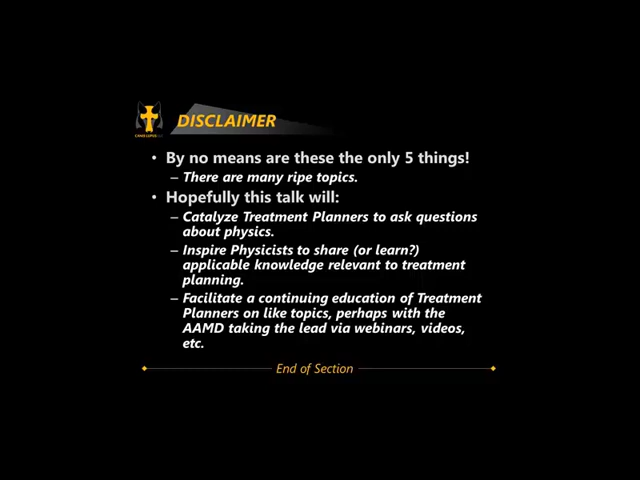 DISCLAIMER
• By no means are these the only 5 things!
– There are many ripe topics.
• Hopefully this talk will:
– Catalyze Treatment Planners to ask questions
about physics.
– Inspire Physicists to share (or learn?)
applicable knowledge relevant to treatment
planning.
– Facilitate a continuing education of Treatment
Planners on like topics, perhaps with the
AAMD taking the lead via webinars, videos,
etc.
End of Section